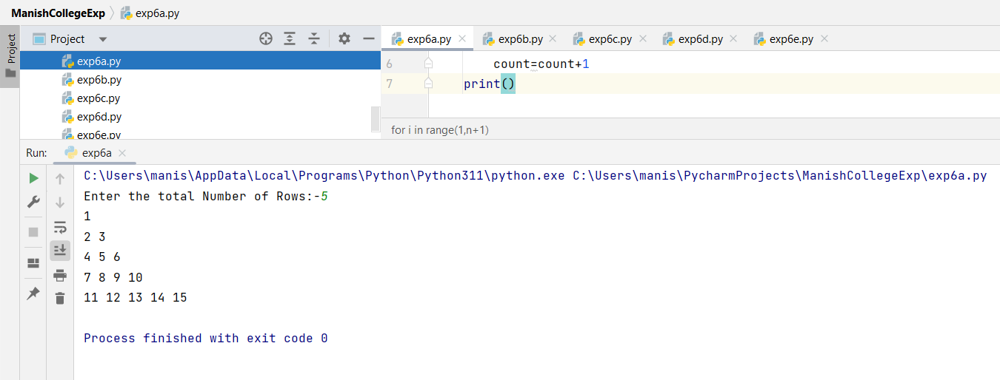 ManishCollegeExp exp6a.py
Project
Project
exp6a.py
exp6b.py
exp6c.py
exp6d.py
exp6e.py
exp6a.py exp6b.py exp6c.py exp6d.py exp6e.py
6 count=count+1
7 print()
for i in range(1,n+1)
Run: exp6a
C:\Users\manis\AppData\Local\Programs\Python\Python311\python.exe C:\Users\manis\PycharmProjects\ManishCollegeExp\exp6a.py
Enter the total Number of Rows:-5
1
2 3
4 5 6
7 8 9 10
11 12 13 14 15
Process finished with exit code 0